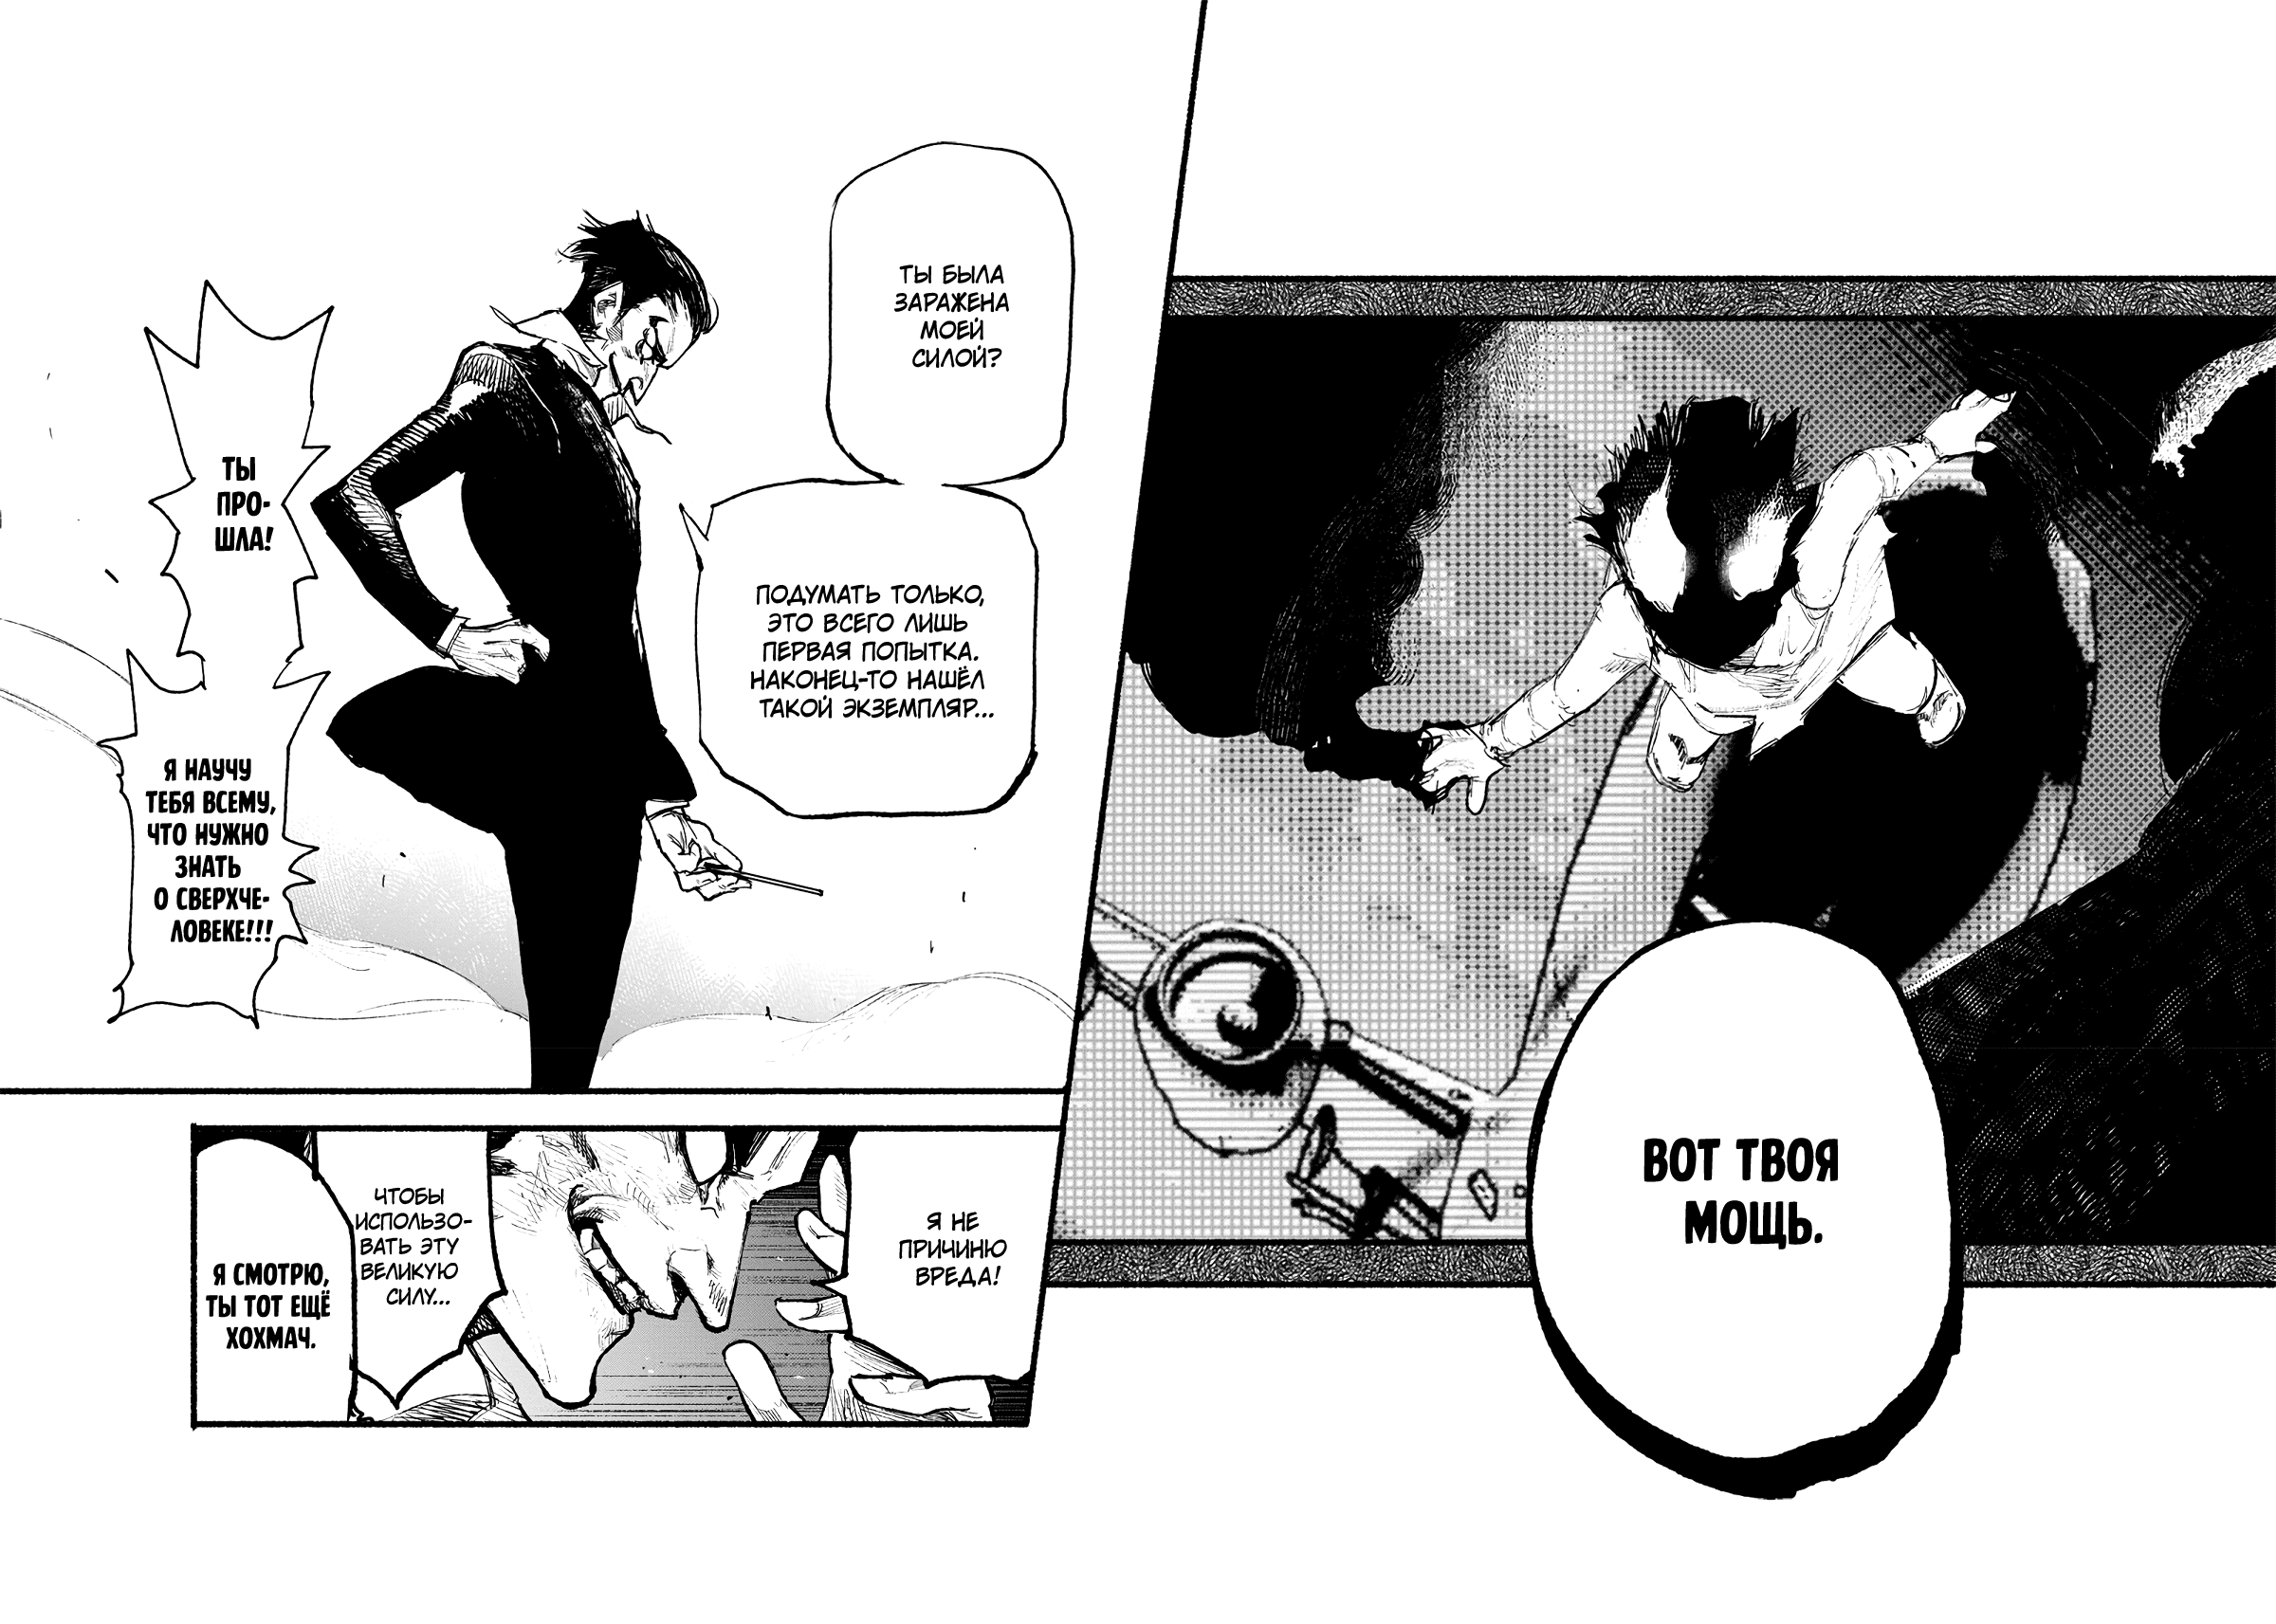 ВОТ ТВОЯ
МОЩЬ.
ТЫ БЫЛА
ЗАРАЖЕНА
МОЕЙ
СИЛОЙ?
ПОДУМАТЬ ТОЛЬКО,
ЭТО ВСЕГО ЛИШЬ
ПЕРВАЯ ПОПЫТКА.
НАКОНЕЦ-ТО НАШЁЛ
ТАКОЙ ЭКЗЕМПЛЯР...
ТЫ
ПРО-
ШЛА!
Я НАУЧУ
ТЕБЯ ВСЕМУ,
ЧТО НУЖНО
ЗНАТЬ
О СВЕРХЧЕ-
ЛОВЕКЕ!!!
Я НЕ
ПРИЧИНЮ
ВРЕДА!
ЧТОБЫ
ИСПОЛЬЗО-
ВАТЬ ЭТУ
ВЕЛИКУЮ
СИЛУ...
Я СМОТРЮ,
ТЫ ТОТ ЕЩЁ
ХОХМАЧ.